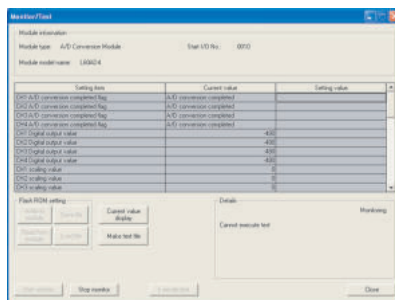 Monitor/Test
Module information
Module type: A/D Conversion Module
Start I/O No.: 0010
Module model name: L60AD4
Setting item Current value Setting value
CH1 A/D conversion completed flag A/D conversion completed
CH2 A/D conversion completed flag A/D conversion completed
CH3 A/D conversion completed flag A/D conversion completed
CH4 A/D conversion completed flag A/D conversion completed
CH1 Digital output value -400
CH2 Digital output value -400
CH3 Digital output value -400
CH4 Digital output value -400
CH1 scaling value 0
CH2 scaling value 0
CH3 scaling value 0
Flash ROM setting
Details
Current value
display
Make text file
Monitoring
Cannot execute test
Stop monitor
Close